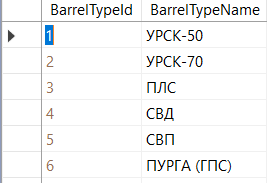 BarrelTypeId BarrelTypeName
1 УРСК-50
2 УРСК-70
3 ПЛС
4 СВД
5 СВП
6 ПУРГА (ГПС)